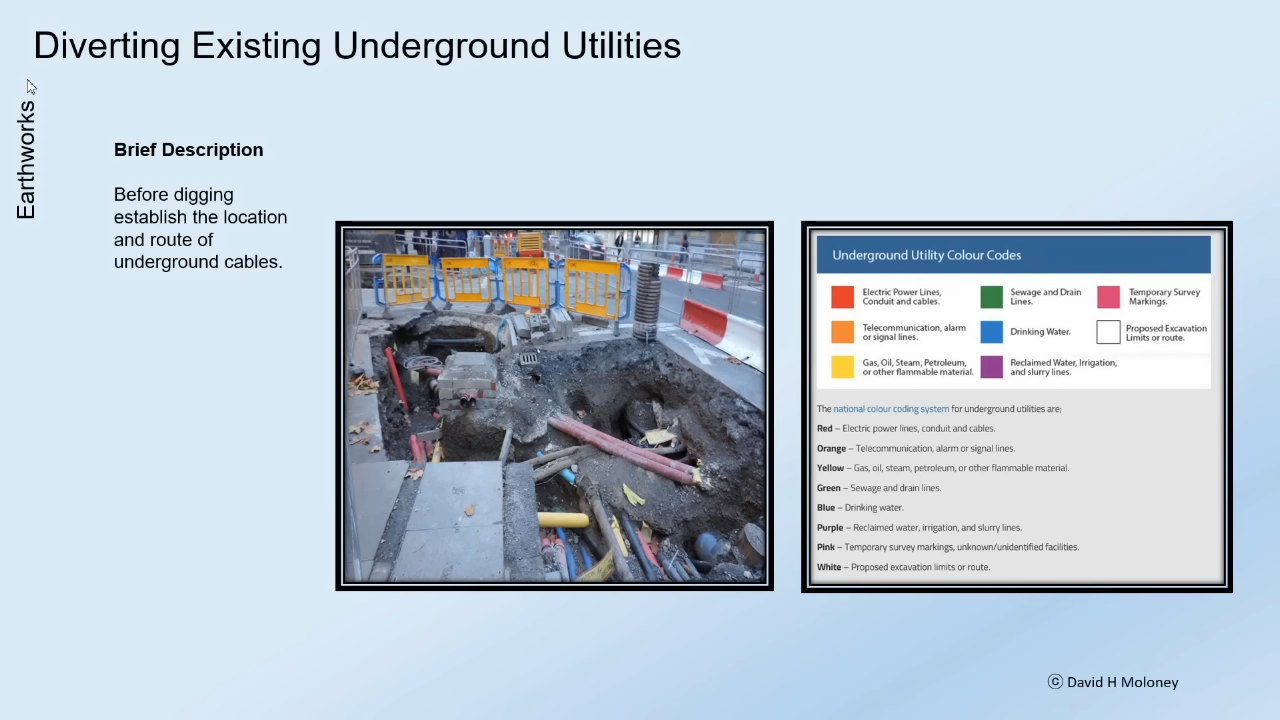 Diverting Existing Underground Utilities
Earthworks
Brief Description
Before digging
establish the location
and route of
underground cables.
Underground Utility Colour Codes
Electric Power Lines,
Conduit and cables.
Sewage and Drain
Lines.
Temporary Survey
Markings.
Telecommunication, alarm
or signal lines.
Drinking Water.
Proposed Excavation
Limits or route.
Gas, Oil, Steam, Petroleum,
or other flammable material.
Reclaimed Water, Irrigation,
and slurry lines.
The national colour coding system for underground utilities are;
Red – Electric power lines, conduit and cables.
Orange – Telecommunication, alarm or signal lines.
Yellow – Gas, oil, steam, petroleum, or other flammable material.
Green – Sewage and drain lines.
Blue – Drinking water.
Purple – Reclaimed water, irrigation, and slurry lines.
Pink – Temporary survey markings, unknown/unidentified facilities.
White – Proposed excavation limits or route.
© David H Moloney